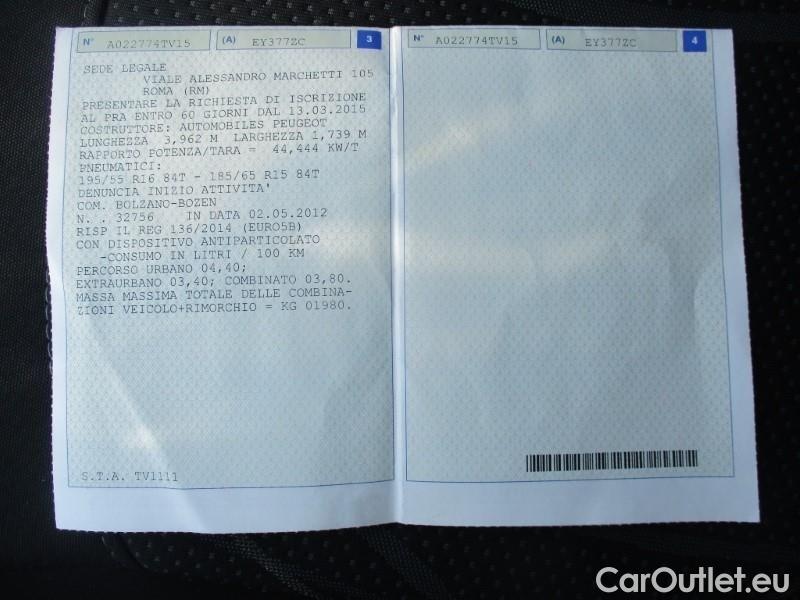 N° A022774TV15 (A) EY377ZC 3
SEDE LEGALE
VIALE ALESSANDRO MARCHETTI 105
ROMA (RM)
PRESENTARE LA RICHIESTA DI ISCRIZIONE
AL PRA ENTRO 60 GIORNI DAL 13.03.2015
COSTRUTTORE: AUTOMOBILES PEUGEOT
LUNGHEZZA 3,962 M LARGHEZZA 1,739 M
RAPPORTO POTENZA/TARA = 44,444 KW/T
PNEUMATICI:
195/55 R16 84T - 185/65 R15 84T
DENUNCIA INIZIO ATTIVITA'
COM. BOLZANO-BOZEN
N. . 32756 IN DATA 02.05.2012
RISP IL REG 136/2014 (EURO5B)
CON DISPOSITIVO ANTIPARTICOLATO
-CONSUMO IN LITRI / 100 KM
PERCORSO URBANO 04,40;
EXTRAURBANO 03,40; COMBINATO 03,80.
MASSA MASSIMA TOTALE DELLE COMBINA-
ZIONI VEICOLO+RIMORCHIO = KG 01980.
S.T.A. TV1111
N° A022774TV15 (A) EY377ZC 4
CarOutlet.eu